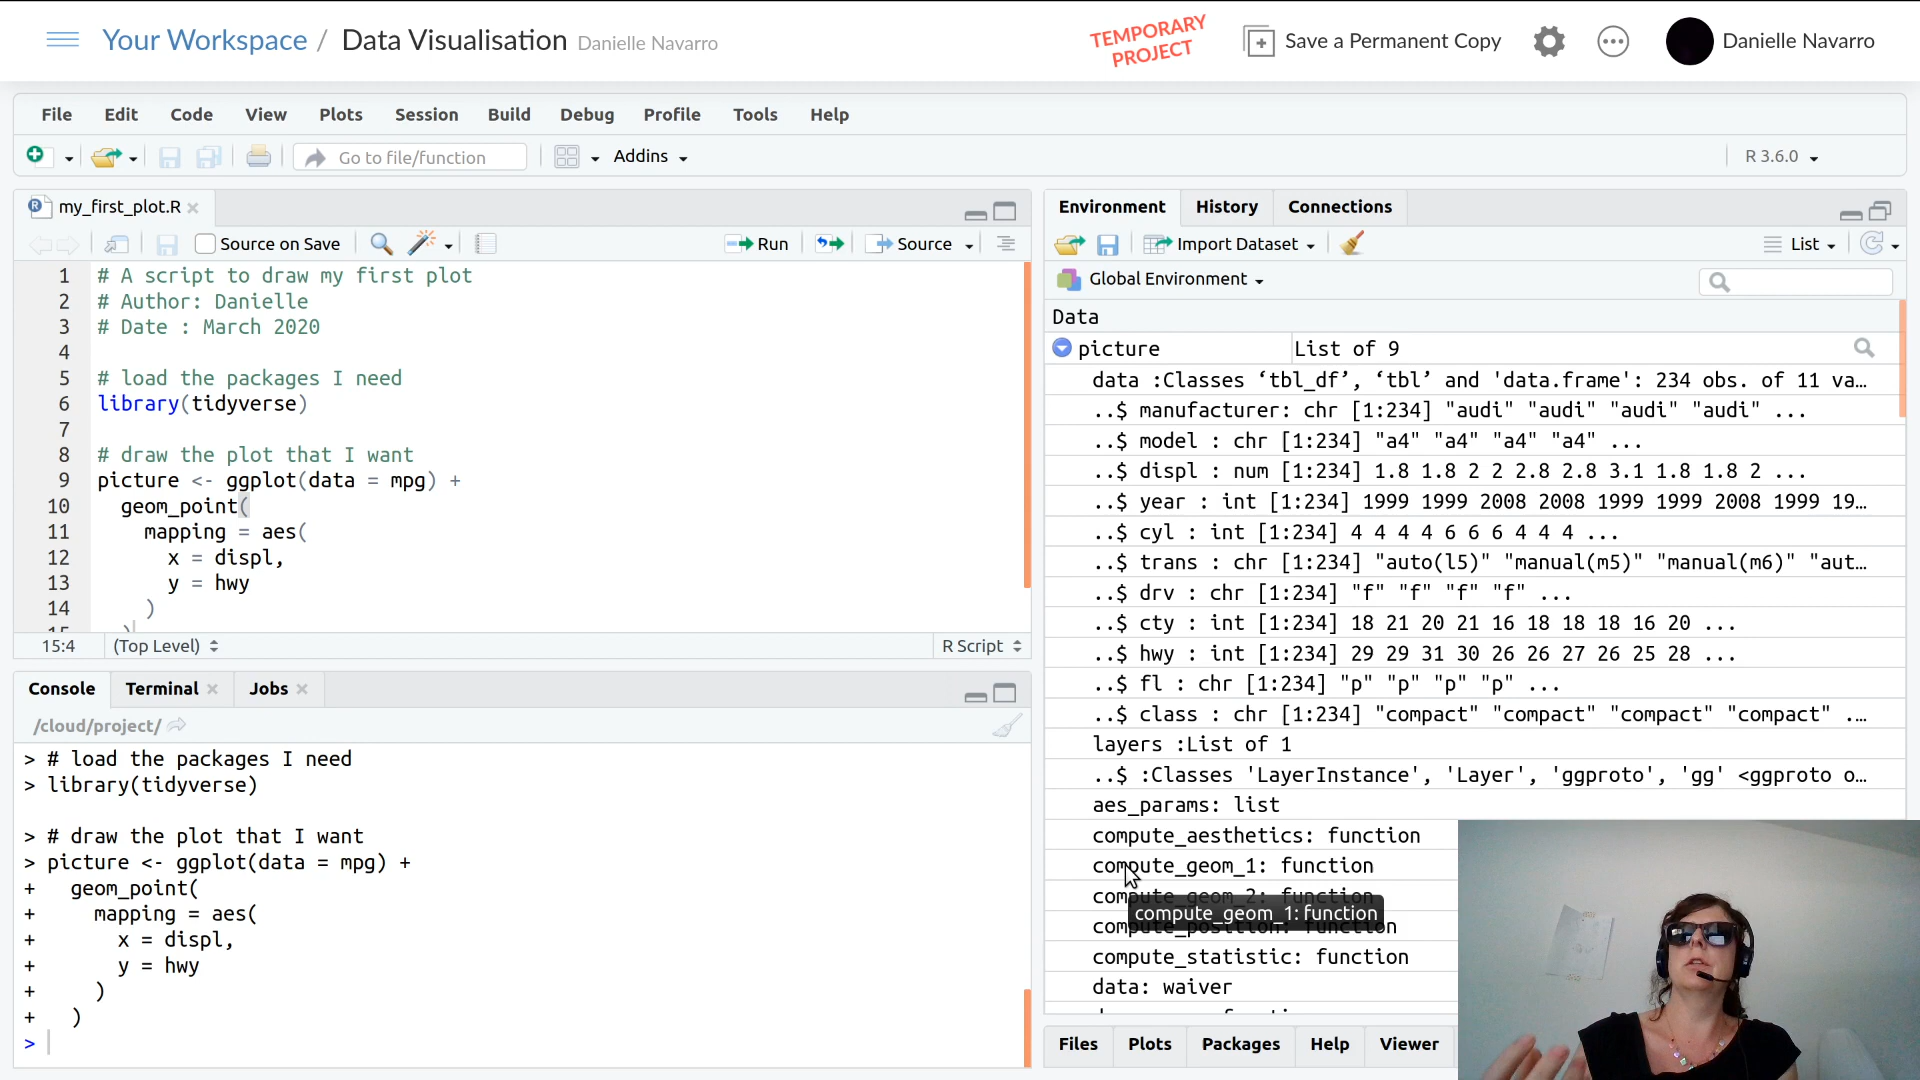 Your Workspace / Data Visualisation Danielle Navarro
TEMPORARY
PROJECT
Save a Permanent Copy
Danielle Navarro
File Edit Code View Plots Session Build Debug Profile Tools Help
Go to file/function
Addins
R 3.6.0
my_first_plot.R
Source on Save
Run
Source
1 # A script to draw my first plot
2 # Author: Danielle
3 # Date : March 2020
4
5 # load the packages I need
6 library(tidyverse)
7
8 # draw the plot that I want
9 picture <- ggplot(data = mpg) +
10 geom_point(
11 mapping = aes(
12 x = displ,
13 y = hwy
14 )
15 )
15:4 (Top Level)
R Script
Console Terminal Jobs
/cloud/project/
> # load the packages I need
> library(tidyverse)
> # draw the plot that I want
> picture <- ggplot(data = mpg) +
+ geom_point(
+ mapping = aes(
+ x = displ,
+ y = hwy
+ )
+ )
>
Environment History Connections
Import Dataset
List
Global Environment
Data
picture List of 9
data :Classes ‘tbl_df’, ‘tbl’ and 'data.frame': 234 obs. of 11 va…
..$ manufacturer: chr [1:234] "audi" "audi" "audi" "audi" ...
..$ model : chr [1:234] "a4" "a4" "a4" "a4" ...
..$ displ : num [1:234] 1.8 1.8 2 2 2.8 2.8 3.1 1.8 1.8 2 ...
..$ year : int [1:234] 1999 1999 2008 2008 1999 1999 2008 1999 19…
..$ cyl : int [1:234] 4 4 4 4 6 6 6 4 4 4 ...
..$ trans : chr [1:234] "auto(l5)" "manual(m5)" "manual(m6)" "aut…
..$ drv : chr [1:234] "f" "f" "f" "f" ...
..$ cty : int [1:234] 18 21 20 21 16 18 18 18 16 20 ...
..$ hwy : int [1:234] 29 29 31 30 26 26 27 26 25 28 ...
..$ fl : chr [1:234] "p" "p" "p" "p" ...
..$ class : chr [1:234] "compact" "compact" "compact" "compact" .…
layers :List of 1
..$ :Classes 'LayerInstance', 'Layer', 'ggproto', 'gg' <ggproto o…
aes_params: list
compute_aesthetics: function
compute_geom_1: function
compute_geom_2: function
compute_geom_1: function
compute_position: function
compute_statistic: function
data: waiver
Files Plots Packages Help Viewer